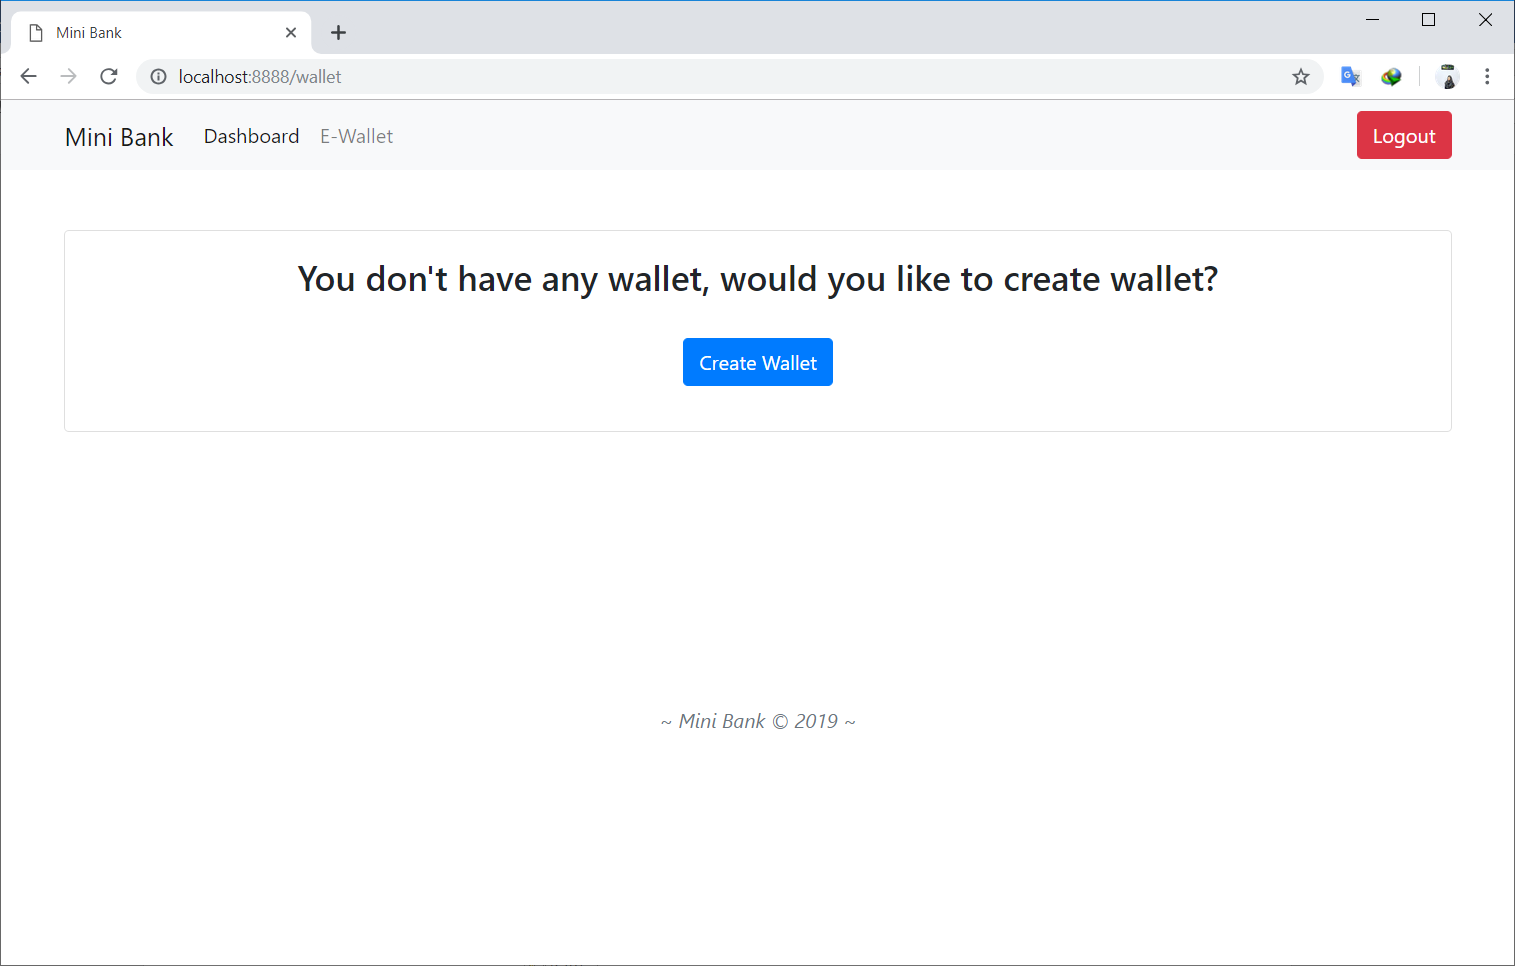 Mini Bank
localhost:8888/wallet
Mini Bank Dashboard E-Wallet Logout
You don't have any wallet, would you like to create wallet?
Create Wallet
~ Mini Bank © 2019 ~